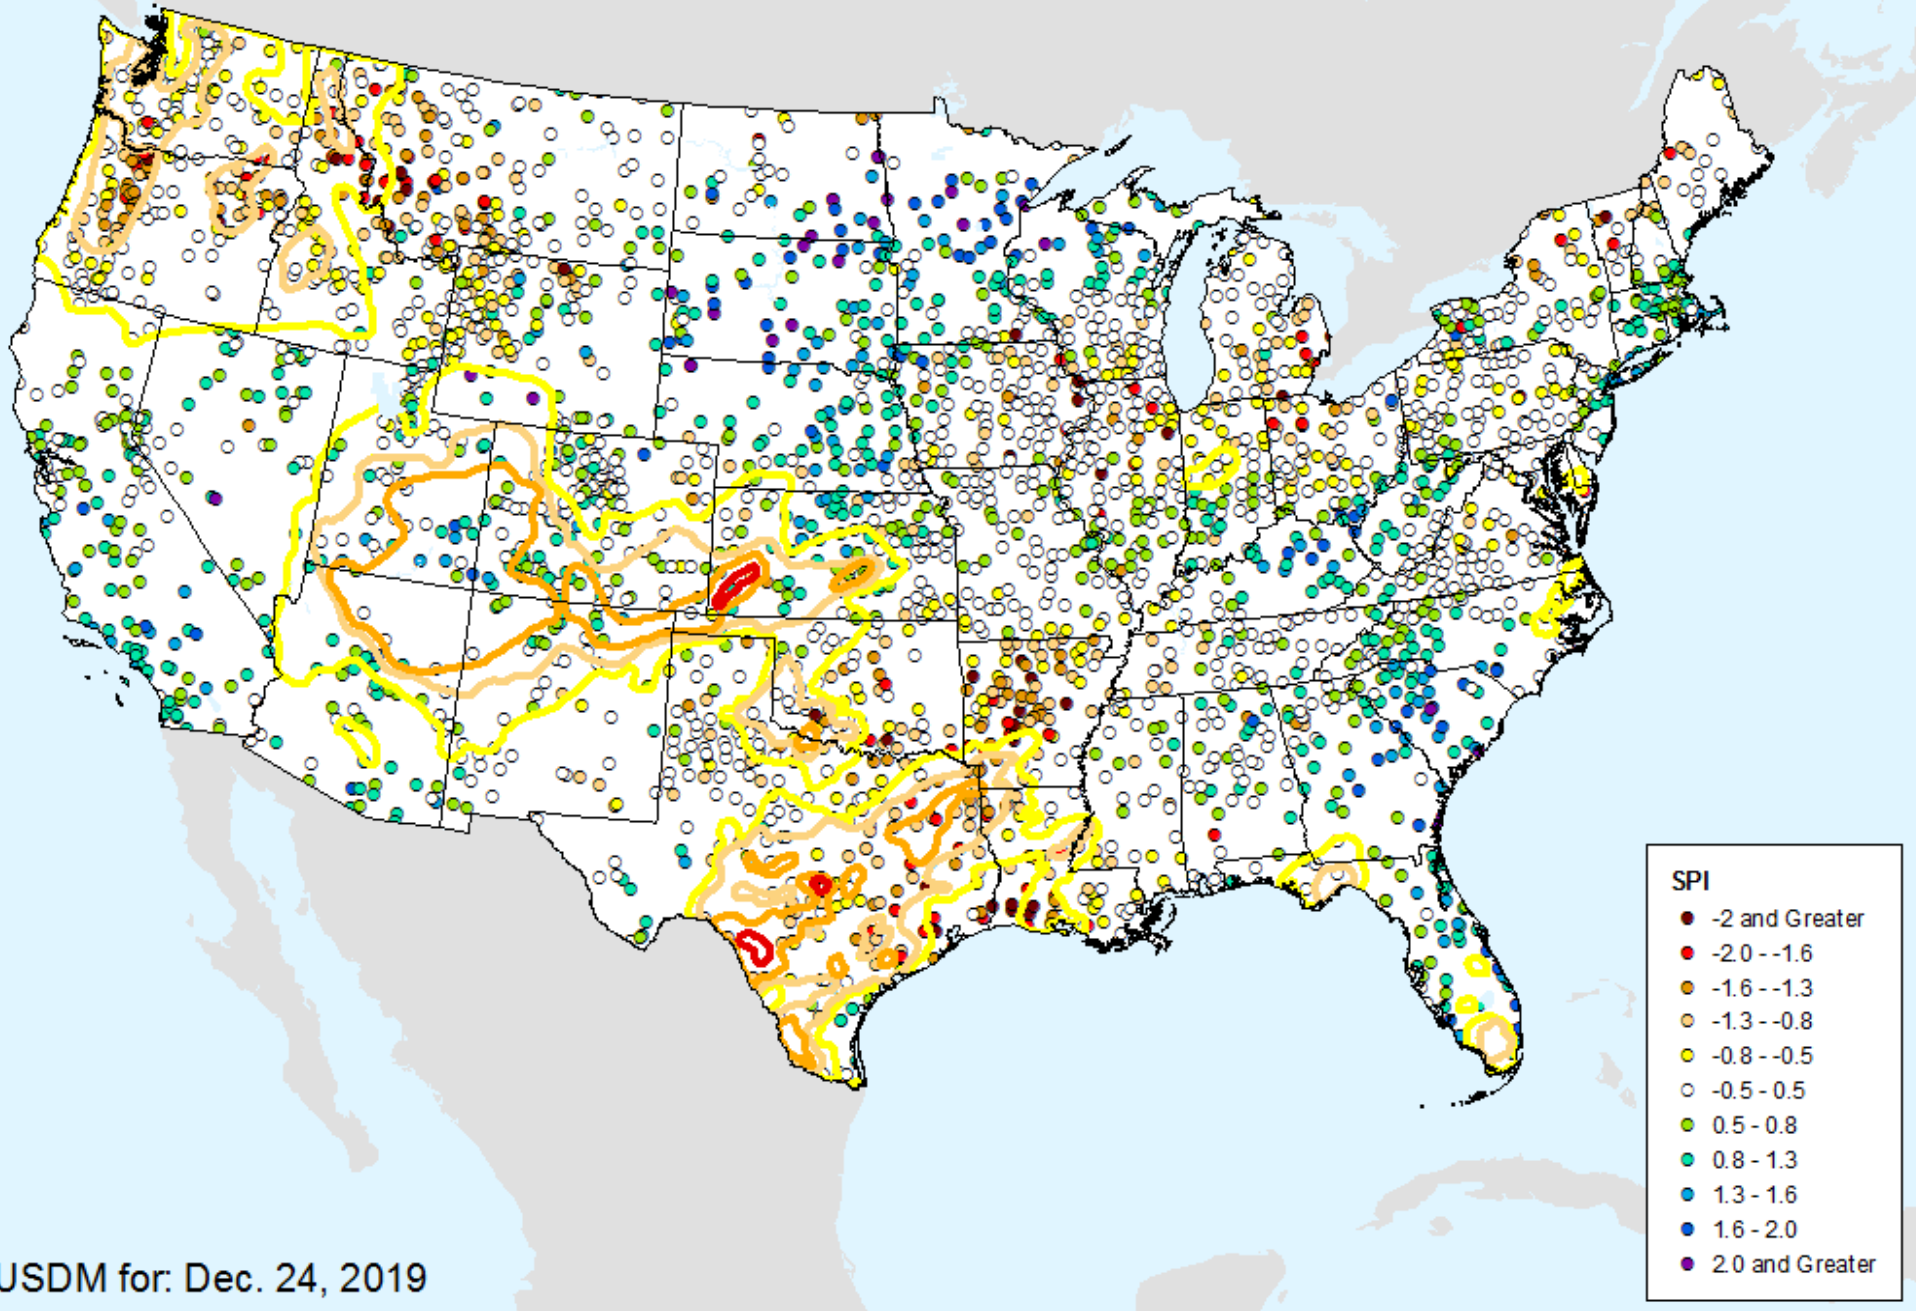 SPI
-2 and Greater
-2.0 - -1.6
-1.6 - -1.3
-1.3 - -0.8
-0.8 - -0.5
-0.5 - 0.5
0.5 - 0.8
0.8 - 1.3
1.3 - 1.6
1.6 - 2.0
2.0 and Greater
USDM for: Dec. 24, 2019